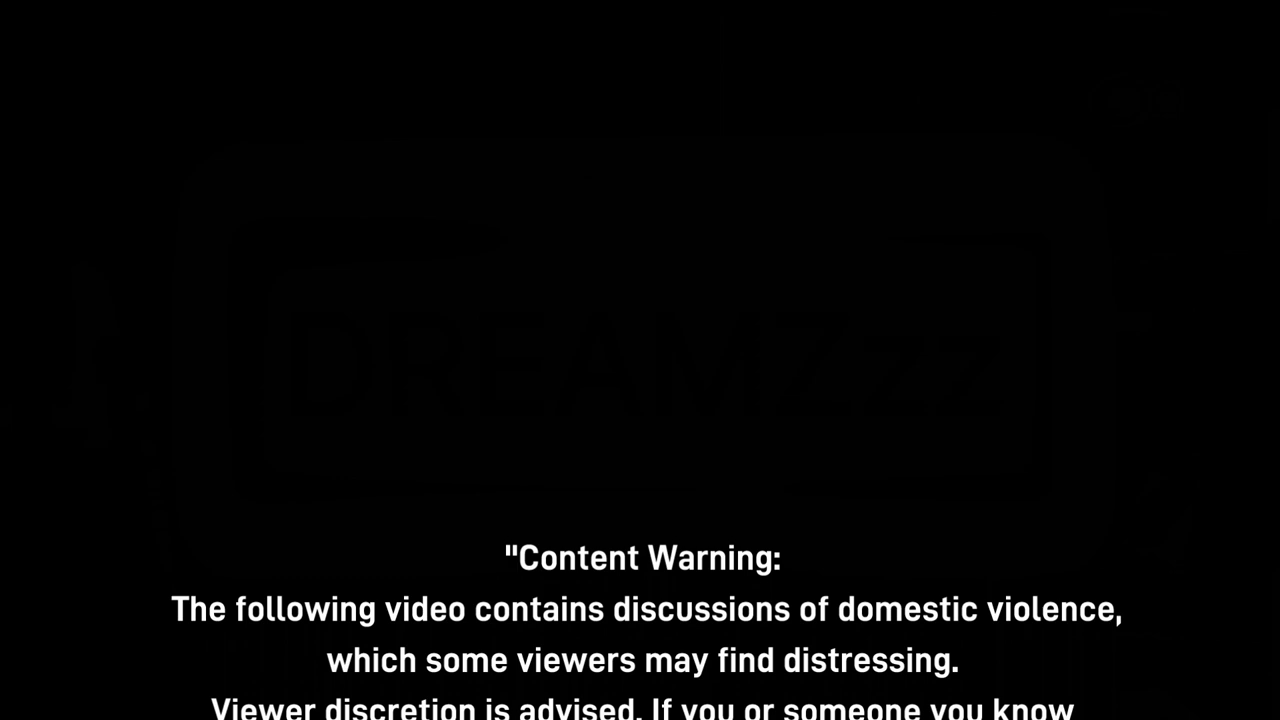 DREAMZzz
"Content Warning:
The following video contains discussions of domestic violence,
which some viewers may find distressing.
Viewer discretion is advised. If you or someone you know